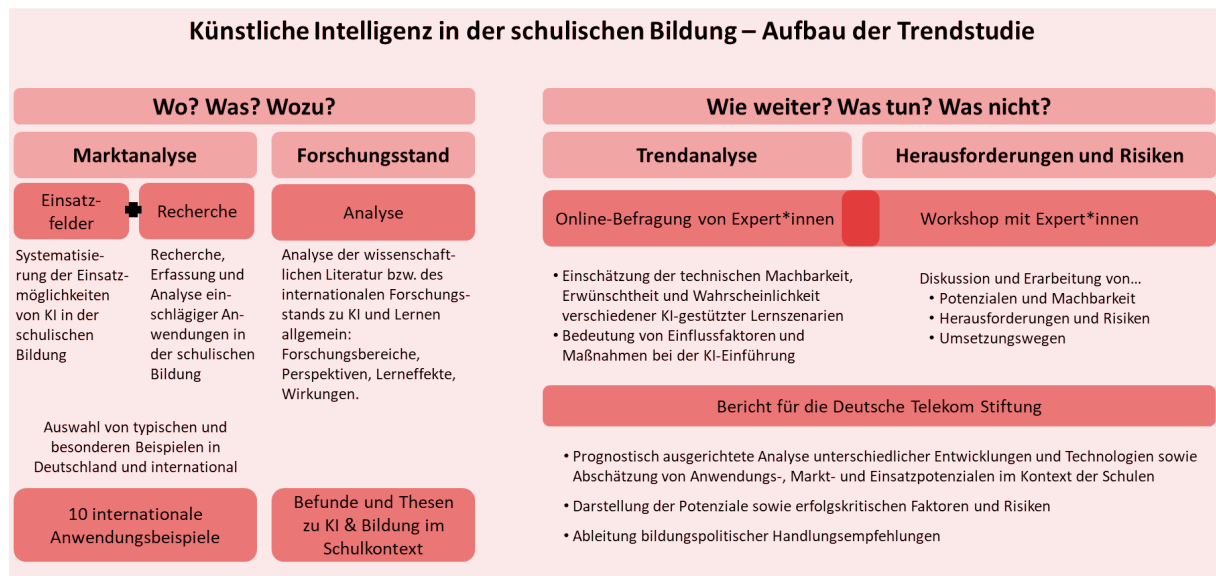 Künstliche Intelligenz in der schulischen Bildung – Aufbau der Trendstudie
Wo? Was? Wozu?
Marktanalyse
Forschungsstand
Einsatz-
felder
Recherche
Analyse
Systematisie-
rung der Einsatz-
möglichkeiten
von KI in der
schulischen
Bildung
Recherche,
Erfassung und
Analyse ein-
schlägiger An-
wendungen in
der schulischen
Bildung
Analyse der wissenschaft-
lichen Literatur bzw. des
internationalen Forschungs-
stands zu KI und Lernen
allgemein:
Forschungsbereiche,
Perspektiven, Lerneffekte,
Wirkungen.
Auswahl von typischen und
besonderen Beispielen in
Deutschland und international
10 internationale
Anwendungsbeispiele
Befunde und Thesen
zu KI & Bildung im
Schulkontext
Wie weiter? Was tun? Was nicht?
Trendanalyse
Herausforderungen und Risiken
Online-Befragung von Expert*innen
Workshop mit Expert*innen
• Einschätzung der technischen Machbarkeit,
Erwünschtheit und Wahrscheinlichkeit
verschiedener KI-gestützter Lernszenarien
• Bedeutung von Einflussfaktoren und
Maßnahmen bei der KI-Einführung
Diskussion und Erarbeitung von…
• Potenzialen und Machbarkeit
• Herausforderungen und Risiken
• Umsetzungswegen
Bericht für die Deutsche Telekom Stiftung
• Prognostisch ausgerichtete Analyse unterschiedlicher Entwicklungen und Technologien sowie
Abschätzung von Anwendungs-, Markt- und Einsatzpotenzialen im Kontext der Schulen
• Darstellung der Potenziale sowie erfolgskritischen Faktoren und Risiken
• Ableitung bildungspolitischer Handlungsempfehlungen